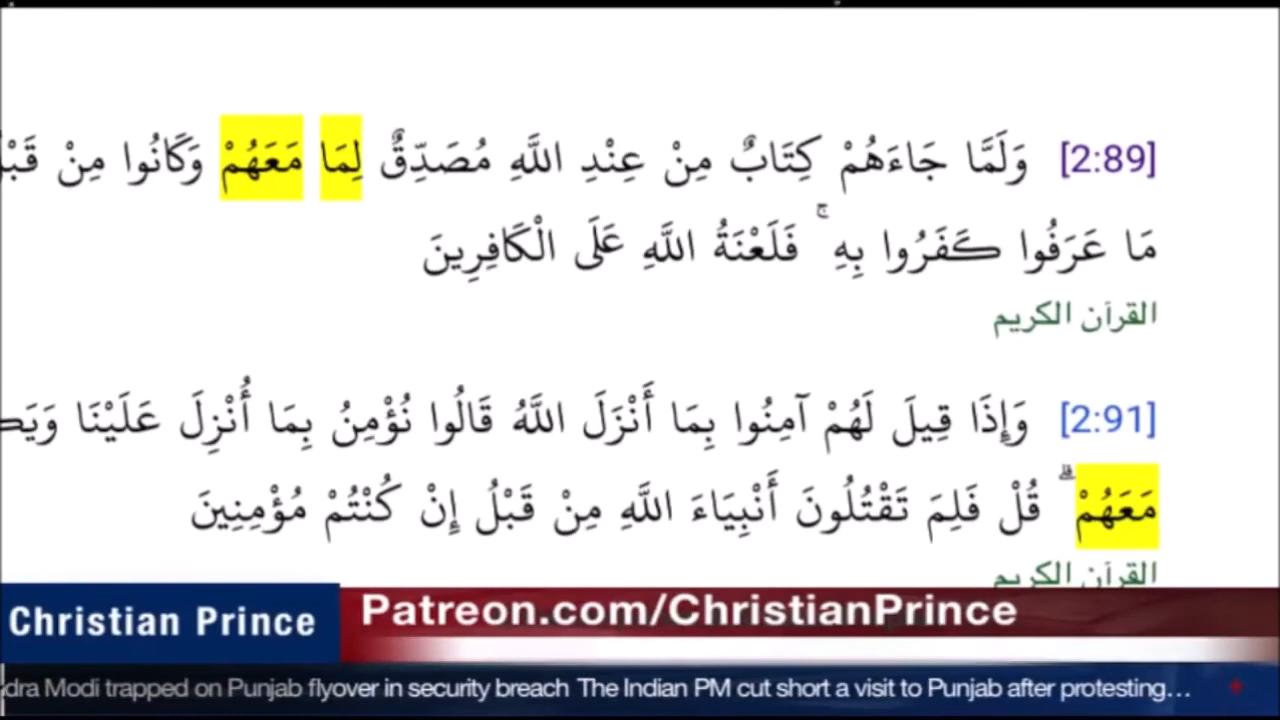 [2:89] وَلَمَّا جَاءَهُمْ كِتَابٌ مِنْ عِنْدِ اللَّهِ مُصَدِّقٌ لِمَا مَعَهُمْ وَكَانُوا مِنْ
مَا عَرَفُوا كَفَرُوا بِهِ ۚ فَلَعْنَةُ اللَّهِ عَلَى الْكَافِرِينَ
القرآن الكريم
[2:91] وَإِذَا قِيلَ لَهُمْ آمِنُوا بِمَا أَنْزَلَ اللَّهُ قَالُوا نُؤْمِنُ بِمَا أُنْزِلَ عَلَيْنَا
مَعَهُمْ ۗ قُلْ فَلِمَ تَقْتُلُونَ أَنْبِيَاءَ اللَّهِ مِنْ قَبْلُ إِنْ كُنْتُمْ مُؤْمِنِينَ
القرآن الكريم
Christian Prince
Patreon.com/ChristianPrince
dra Modi trapped on Punjab flyover in security breach The Indian PM cut short a visit to Punjab after protesting...